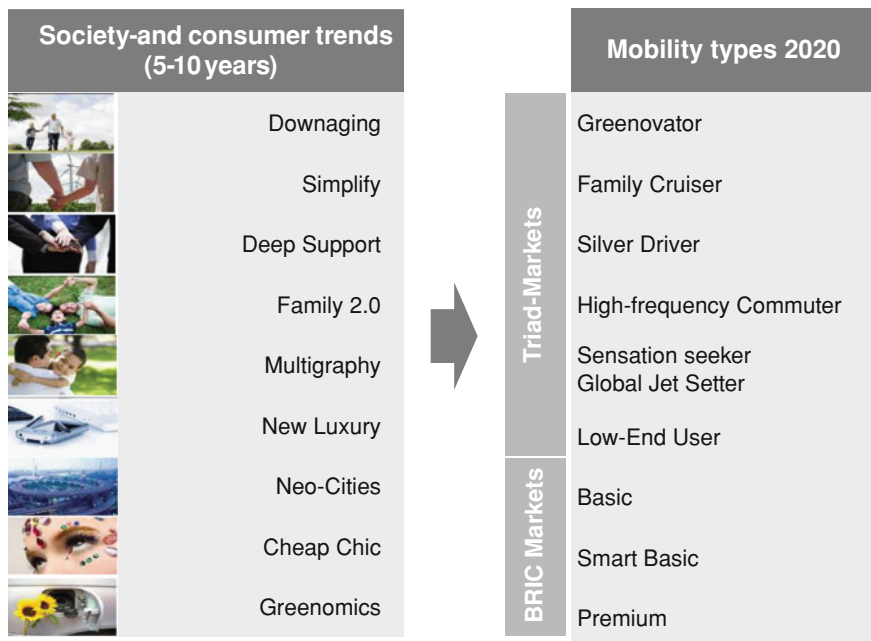 Society-and consumer trends
(5-10 years)
Downaging
Simplify
Deep Support
Family 2.0
Multigraphy
New Luxury
Neo-Cities
Cheap Chic
Greenomics
Mobility types 2020
Triad-Markets
Greenovator
Family Cruiser
Silver Driver
High-frequency Commuter
Sensation seeker
Global Jet Setter
Low-End User
BRIC Markets
Basic
Smart Basic
Premium